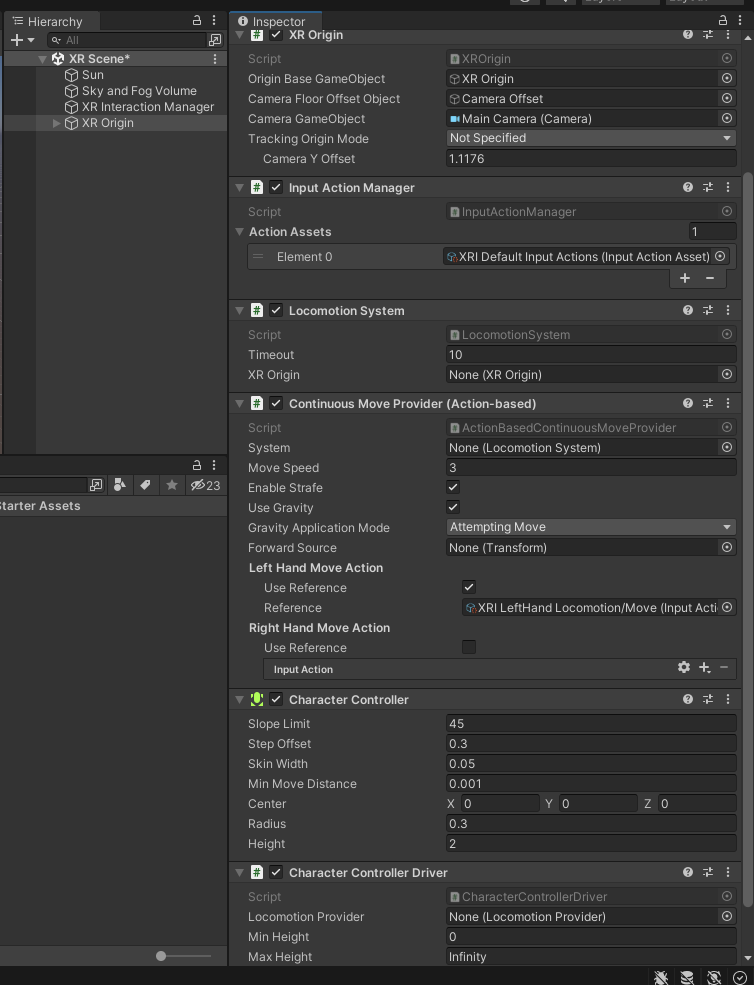 Hierarchy
All
XR Scene*
Sun
Sky and Fog Volume
XR Interaction Manager
XR Origin
23
Starter Assets
Inspector
XR Origin
Script XROrigin
Origin Base GameObject XR Origin
Camera Floor Offset Object Camera Offset
Camera GameObject Main Camera (Camera)
Tracking Origin Mode Not Specified
Camera Y Offset 1.1176
Input Action Manager
Script InputActionManager
Action Assets 1
Element 0 XRI Default Input Actions (Input Action Asset)
Locomotion System
Script LocomotionSystem
Timeout 10
XR Origin None (XR Origin)
Continuous Move Provider (Action-based)
Script ActionBasedContinuousMoveProvider
System None (Locomotion System)
Move Speed 3
Enable Strafe
Use Gravity
Gravity Application Mode Attempting Move
Forward Source None (Transform)
Left Hand Move Action
Use Reference
Reference XRI LeftHand Locomotion/Move (Input Acti
Right Hand Move Action
Use Reference
Input Action
Character Controller
Slope Limit 45
Step Offset 0.3
Skin Width 0.05
Min Move Distance 0.001
Center X 0 Y 0 Z 0
Radius 0.3
Height 2
Character Controller Driver
Script CharacterControllerDriver
Locomotion Provider None (Locomotion Provider)
Min Height 0
Max Height Infinity